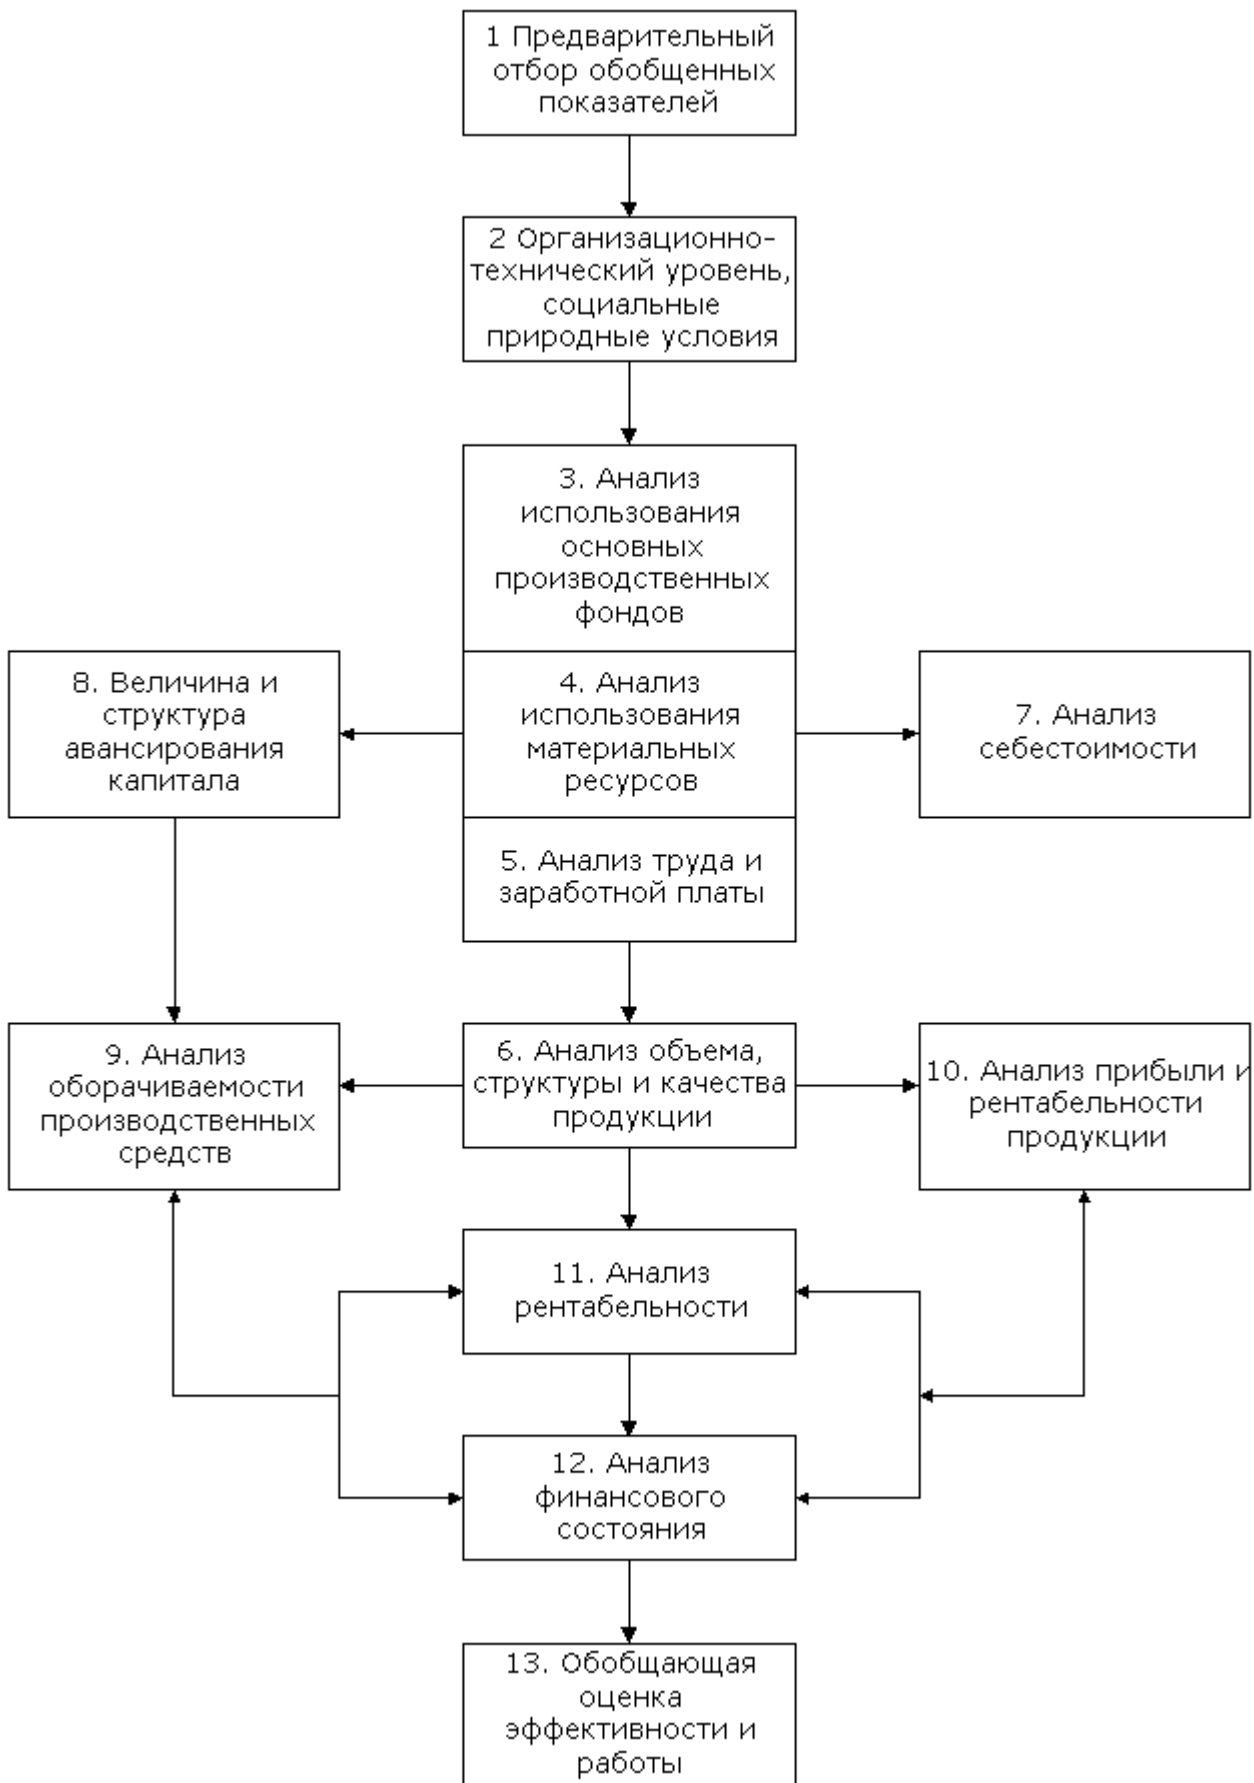 1 Предварительный
отбор обобщенных
показателей
2 Организационно-
технический уровень,
социальные
природные условия
3. Анализ
использования
основных
производственных
фондов
8. Величина и
структура
авансирования
капитала
4. Анализ
использования
материальных
ресурсов
7. Анализ
себестоимости
5. Анализ труда и
заработной платы
9. Анализ
оборачиваемости
производственных
средств
6. Анализ объема,
структуры и качества
продукции
10. Анализ прибыли и
рентабельности
продукции
11. Анализ
рентабельности
12. Анализ
финансового
состояния
13. Обобщающая
оценка
эффективности и
работы